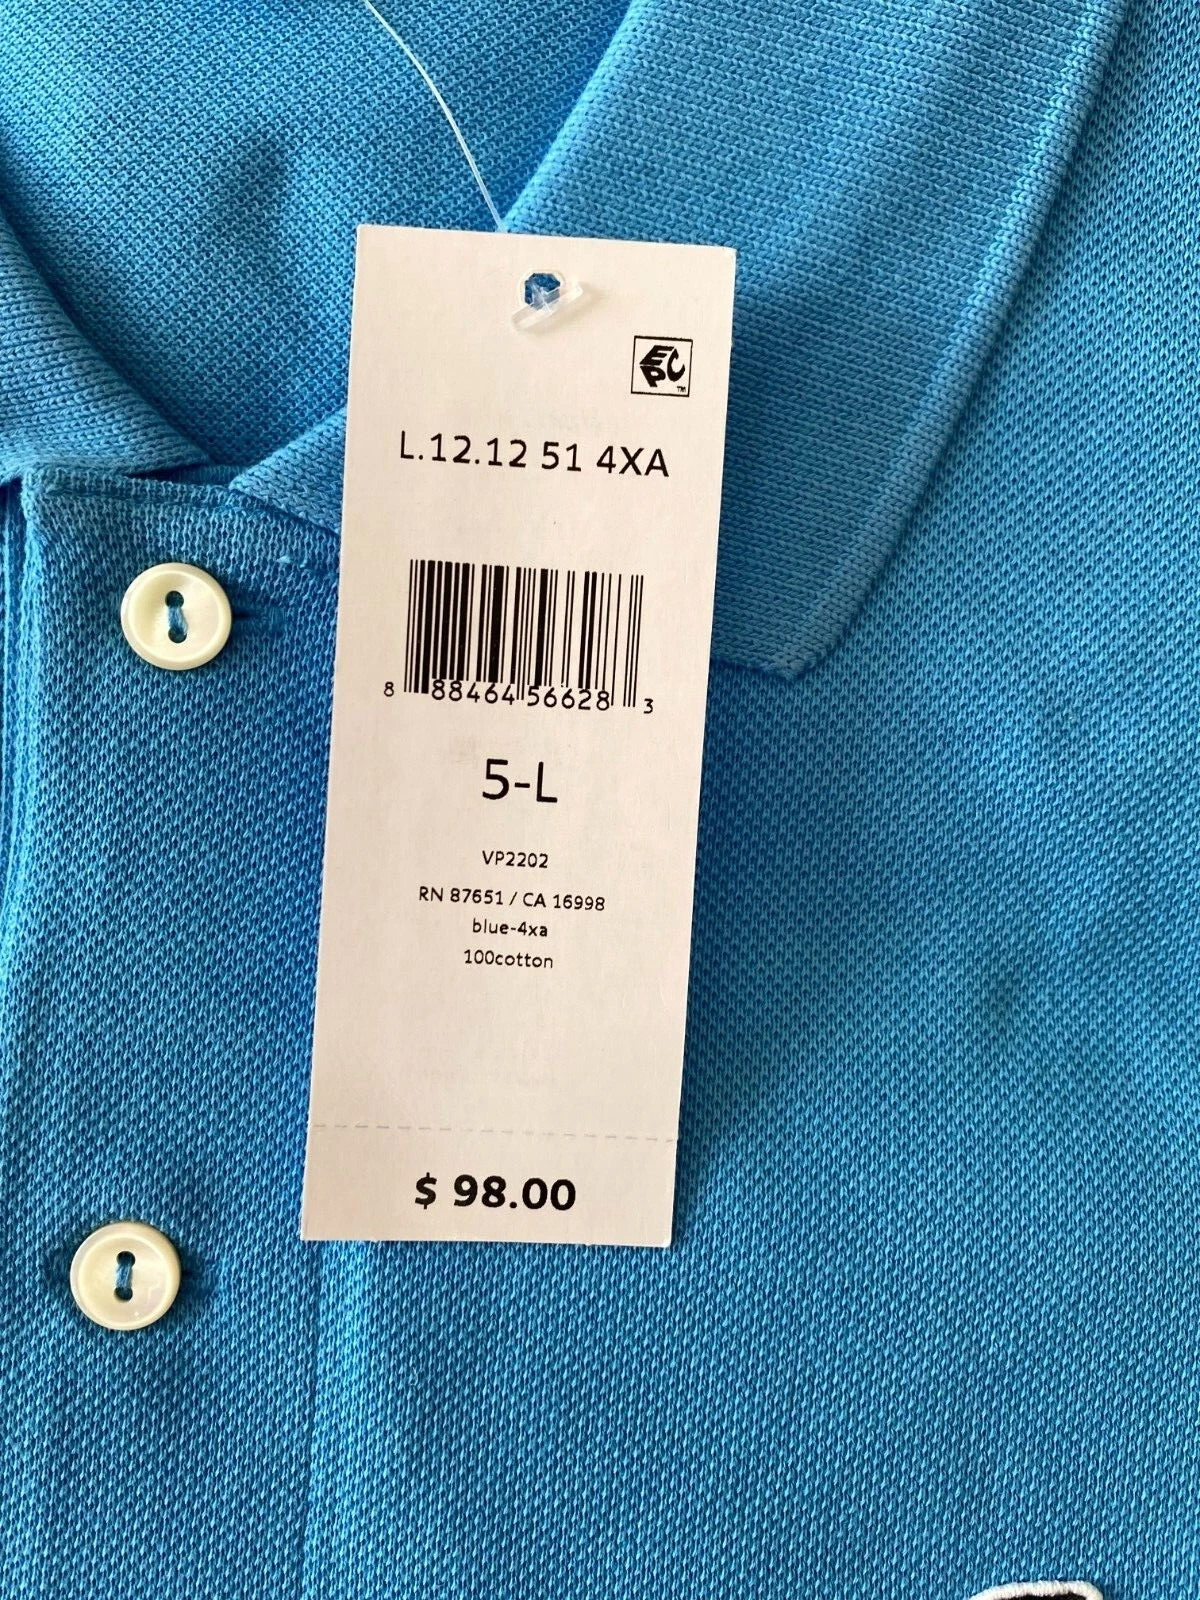 EPC™
L.12.12 51 4XA
8 88464 56628 3
5-L
VP2202
RN 87651 / CA 16998
blue-4xa
100cotton
$ 98.00